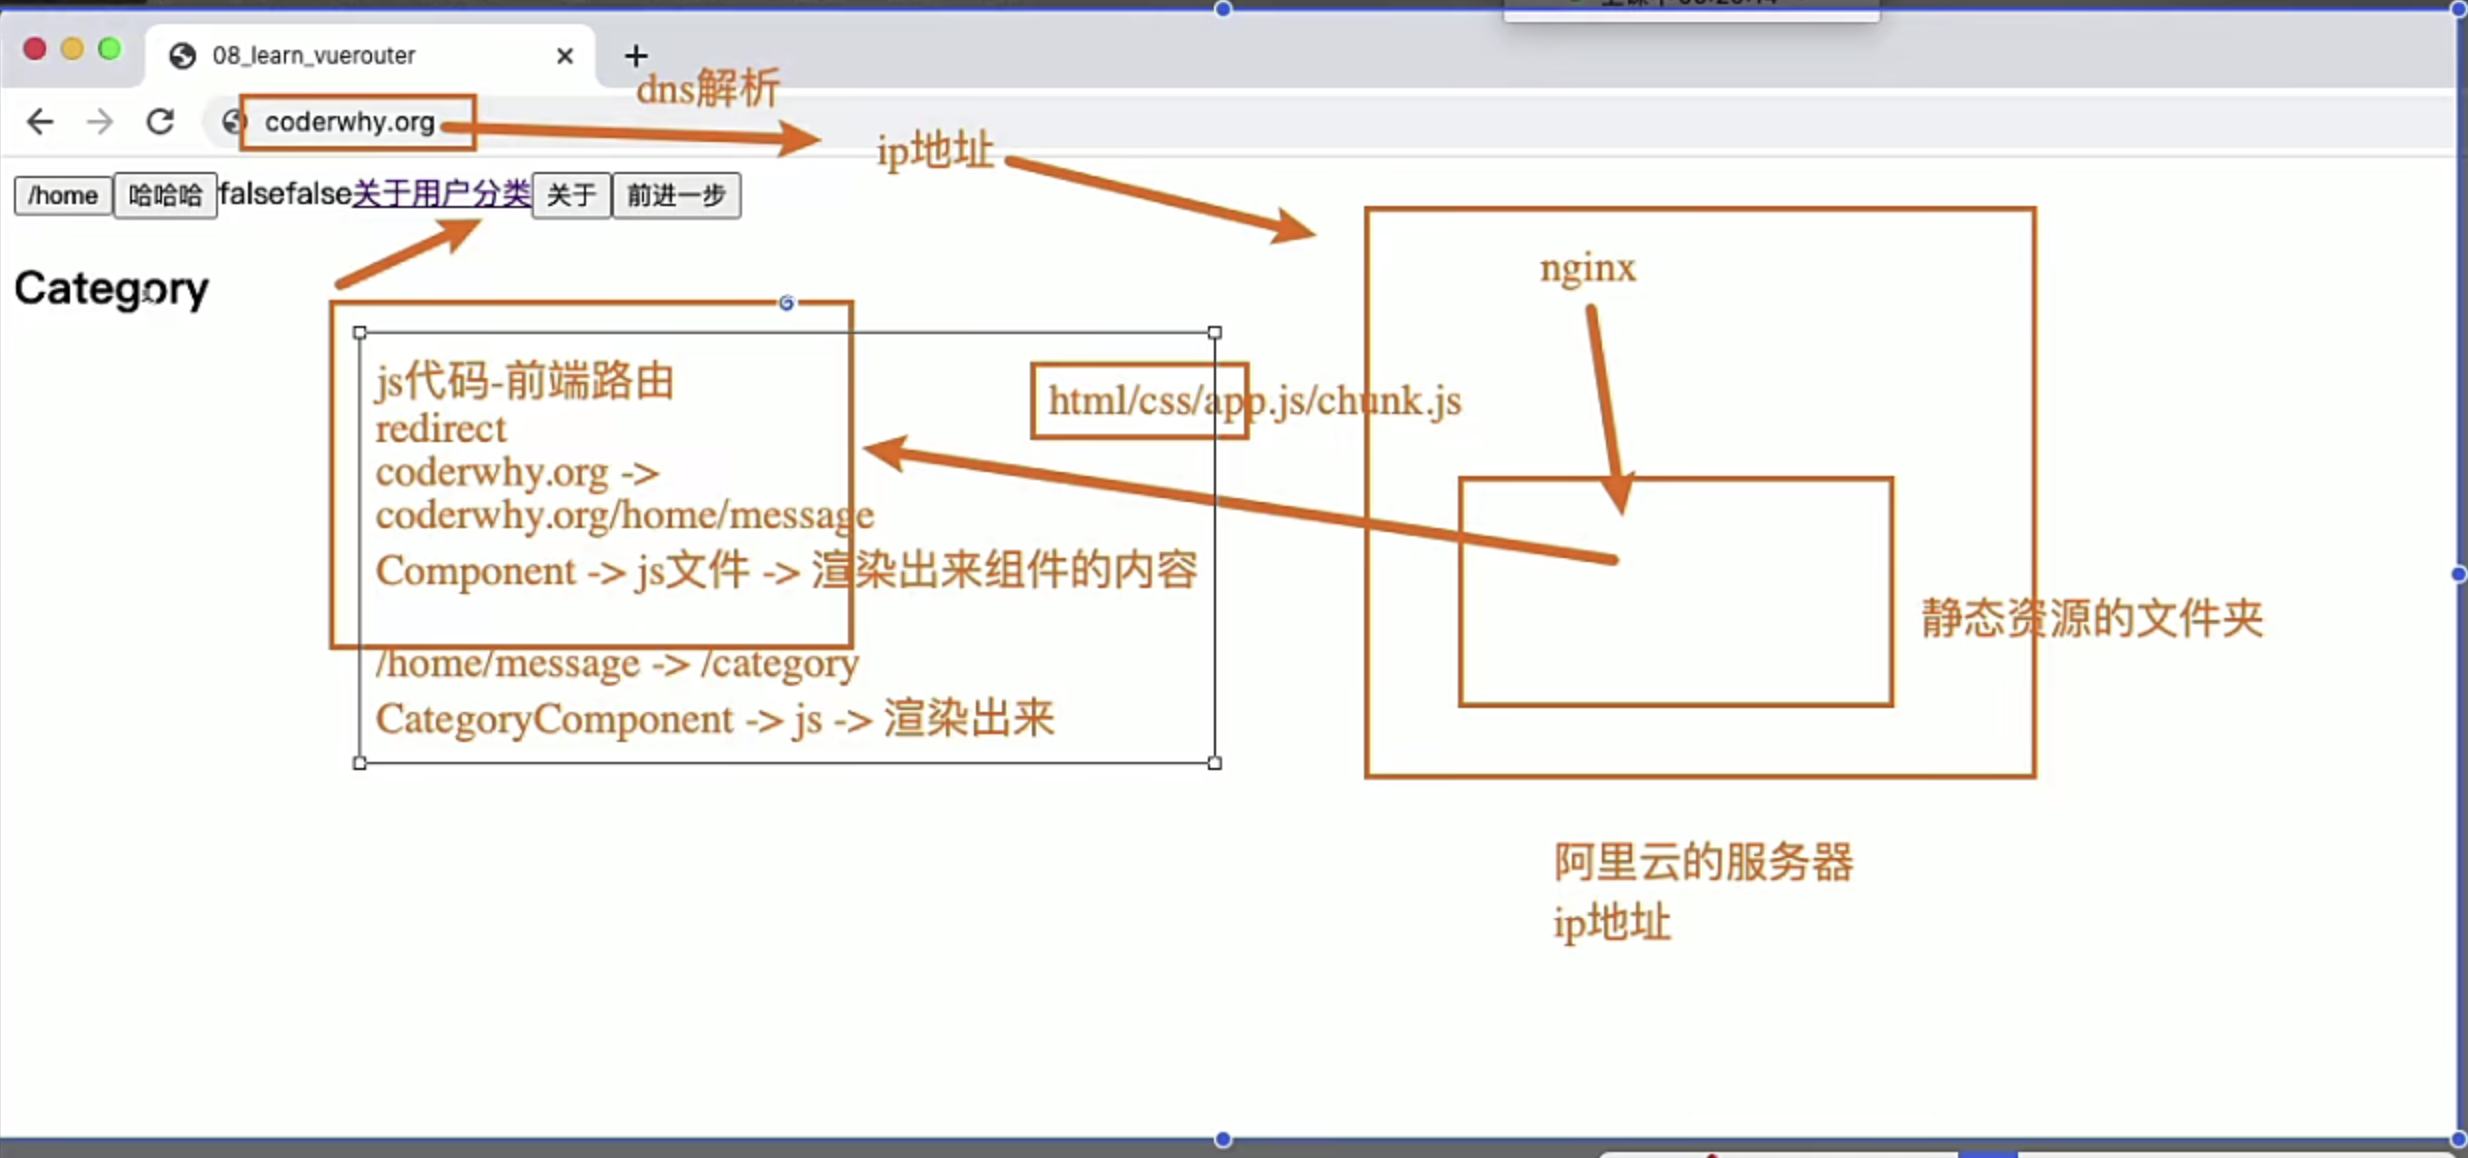 08_learn_vuerouter
dns解析
coderwhy.org
ip地址
/home 哈哈哈 falsefalse关于用户分类 关于 前进一步
Category
nginx
js代码-前端路由
redirect
coderwhy.org ->
coderwhy.org/home/message
Component -> js文件 -> 渲染出来组件的内容
/home/message -> /category
CategoryComponent -> js -> 渲染出来
html/css/app.js/chunk.js
静态资源的文件夹
阿里云的服务器
ip地址